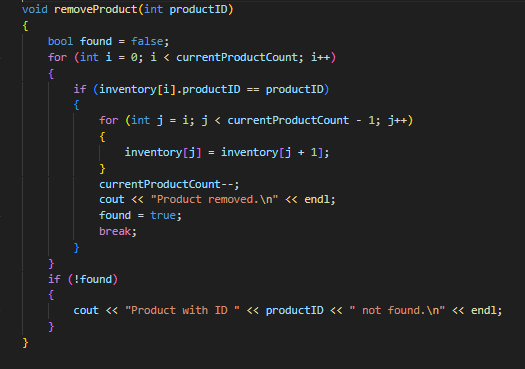 void removeProduct(int productID)
{
    bool found = false;
    for (int i = 0; i < currentProductCount; i++)
    {
        if (inventory[i].productID == productID)
        {
            for (int j = i; j < currentProductCount - 1; j++)
            {
                inventory[j] = inventory[j + 1];
            }
            currentProductCount--;
            cout << "Product removed.\n" << endl;
            found = true;
            break;
        }
    }
    if (!found)
    {
        cout << "Product with ID " << productID << " not found.\n" << endl;
    }
}